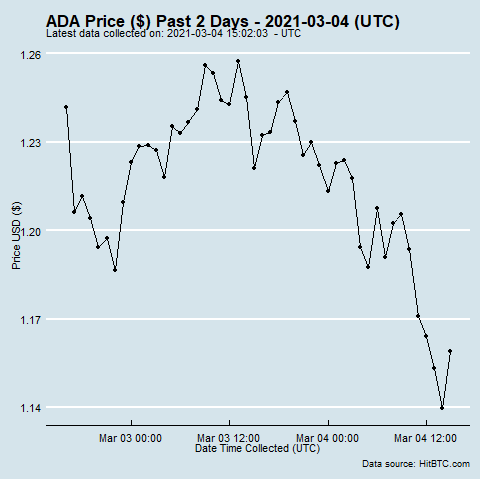 ADA Price ($) Past 2 Days - 2021-03-04 (UTC)
Latest data collected on: 2021-03-04 15:02:03  - UTC
1.26
1.23
1.20
1.17
1.14
Price USD ($)
Mar 03 00:00 Mar 03 12:00 Mar 04 00:00 Mar 04 12:00
Date Time Collected (UTC)
Data source: HitBTC.com